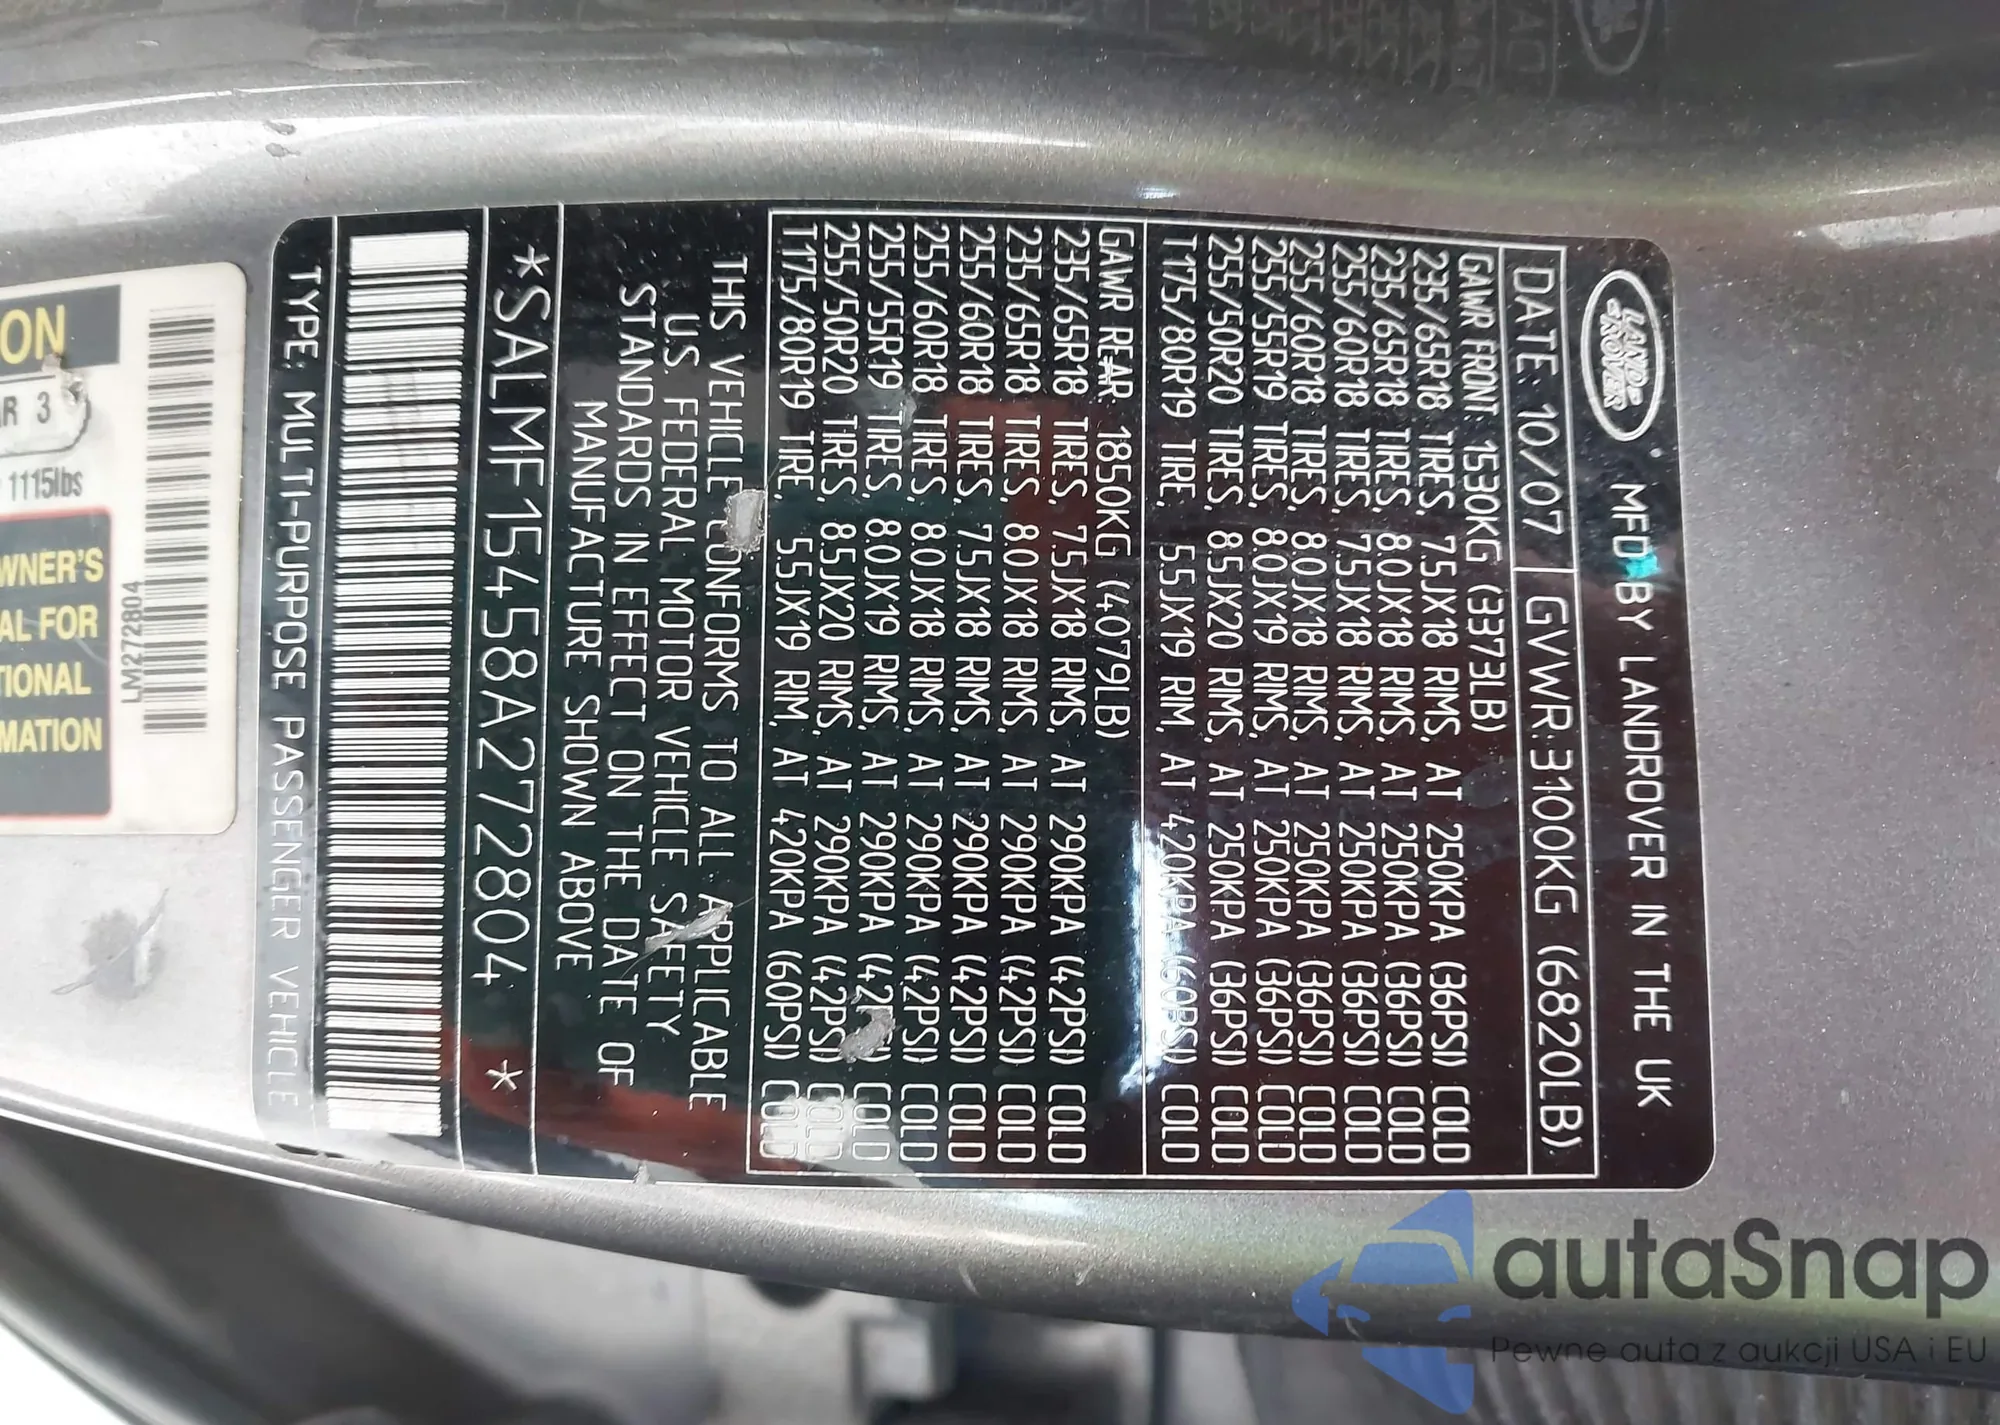 LAND-
-ROVER
MFD BY LANDROVER IN THE UK
DATE: 10/07 GVWR:3100KG (6820LB)
GAWR FRONT: 1530KG (3373LB)
235/65R18 TIRES, 7.5JX18 RIMS, AT 250KPA (36PSI) COLD
235/65R18 TIRES, 8.0JX18 RIMS, AT 250KPA (36PSI) COLD
255/60R18 TIRES, 7.5JX18 RIMS, AT 250KPA (36PSI) COLD
255/60R18 TIRES, 8.0JX18 RIMS, AT 250KPA (36PSI) COLD
255/55R19 TIRES, 8.0JX19 RIMS, AT 250KPA (36PSI) COLD
255/50R20 TIRES, 8.5JX20 RIMS, AT 250KPA (36PSI) COLD
T175/80R19 TIRE, 5.5JX19 RIM, AT 420KPA (60PSI) COLD
GAWR REAR 1850KG (4079LB)
235/65R18 TIRES, 7.5JX18 RIMS, AT 290KPA (42PSI) COLD
235/65R18 TIRES, 8.0JX18 RIMS, AT 290KPA (42PSI) COLD
255/60R18 TIRES, 7.5JX18 RIMS, AT 290KPA (42PSI) COLD
255/60R18 TIRES, 8.0JX18 RIMS, AT 290KPA (42PSI) COLD
255/55R19 TIRES, 8.0JX19 RIMS, AT 290KPA (42PSI) COLD
255/50R20 TIRES, 8.5JX20 RIMS, AT 290KPA (42PSI) COLD
T175/80R19 TIRE, 5.5JX19 RIM, AT 420KPA (60PSI) COLD
THIS VEHICLE CONFORMS TO ALL APPLICABLE
U.S. FEDERAL MOTOR VEHICLE SAFETY
STANDARDS IN EFFECT ON THE DATE OF
MANUFACTURE SHOWN ABOVE
*SALMF15458A272804 *
TYPE: MULTI-PURPOSE PASSENGER VEHICLE
LM272804
ON
AR 3
1115lbs
WNER'S
AL FOR
TIONAL
MATION
autaSnap
Pewne auta z aukcji USA i EU